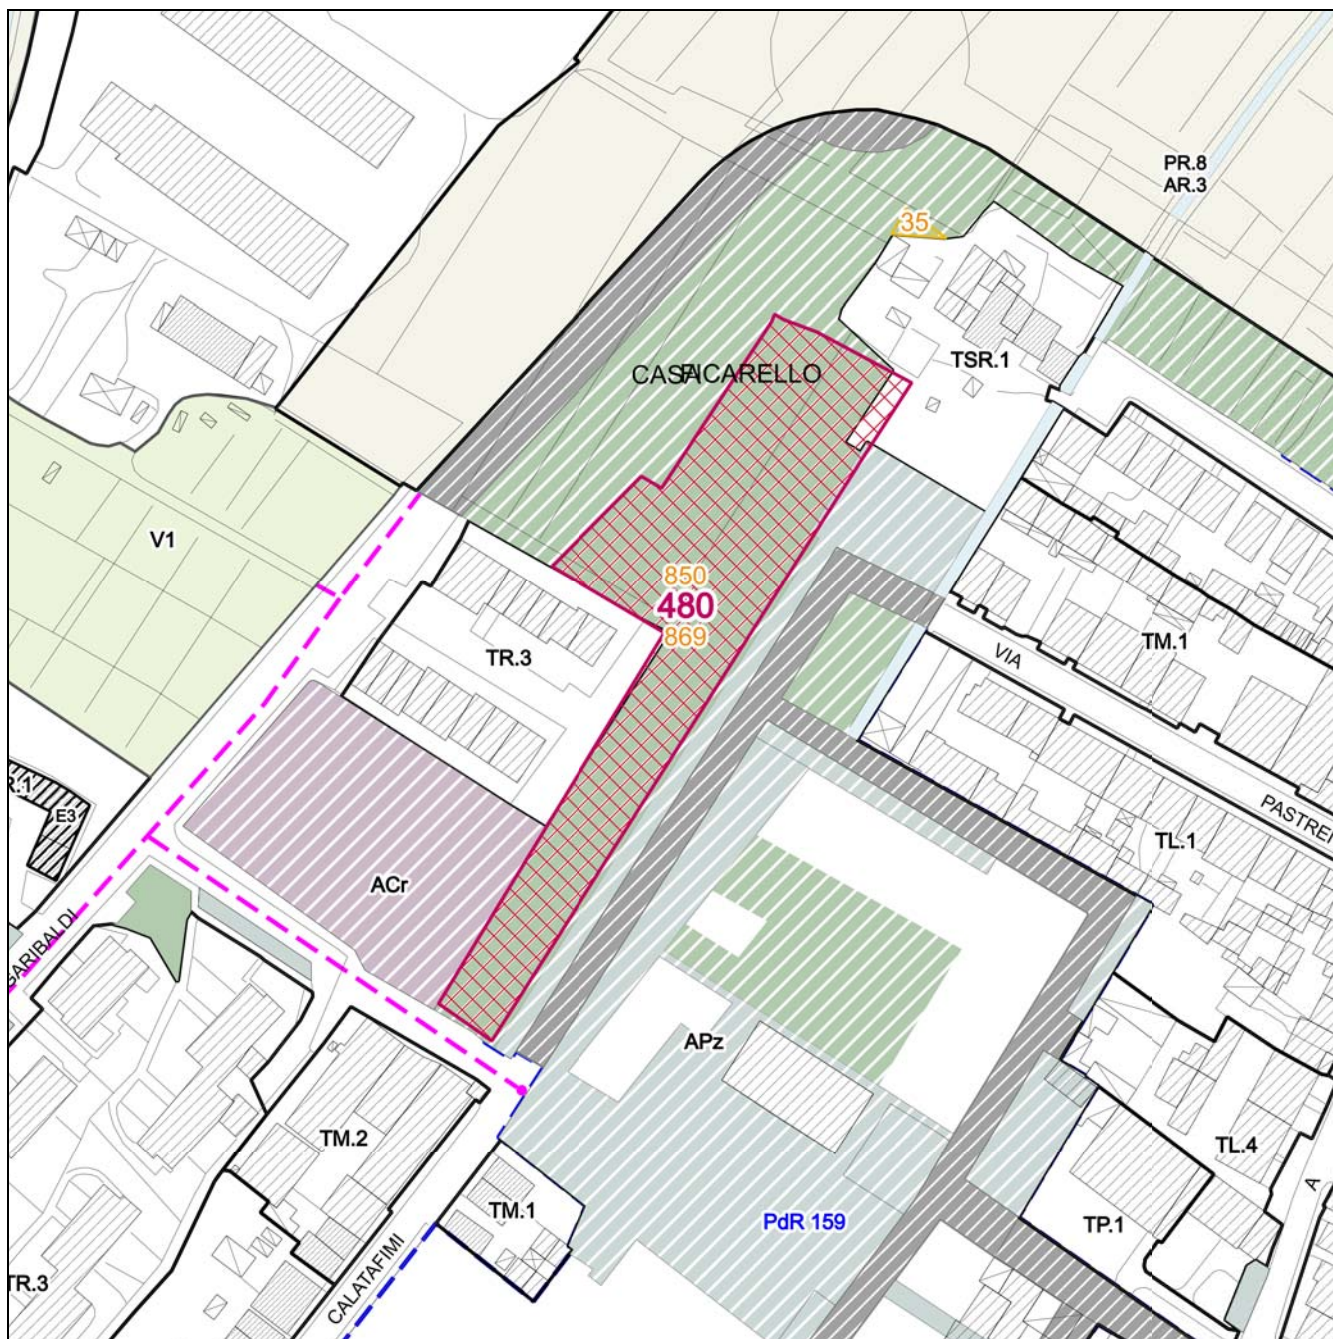 PR.8
AR.3
35
CASA FICARELLO
TSR.1
V1
850
480
869
TR.3
TM.1
VIA
PASTRE
R.1
E3
TL.1
ACr
GARIBALDI
APz
TM.2
TL.4
A
TM.1
PdR 159
TP.1
CALATAFIMI
TR.3